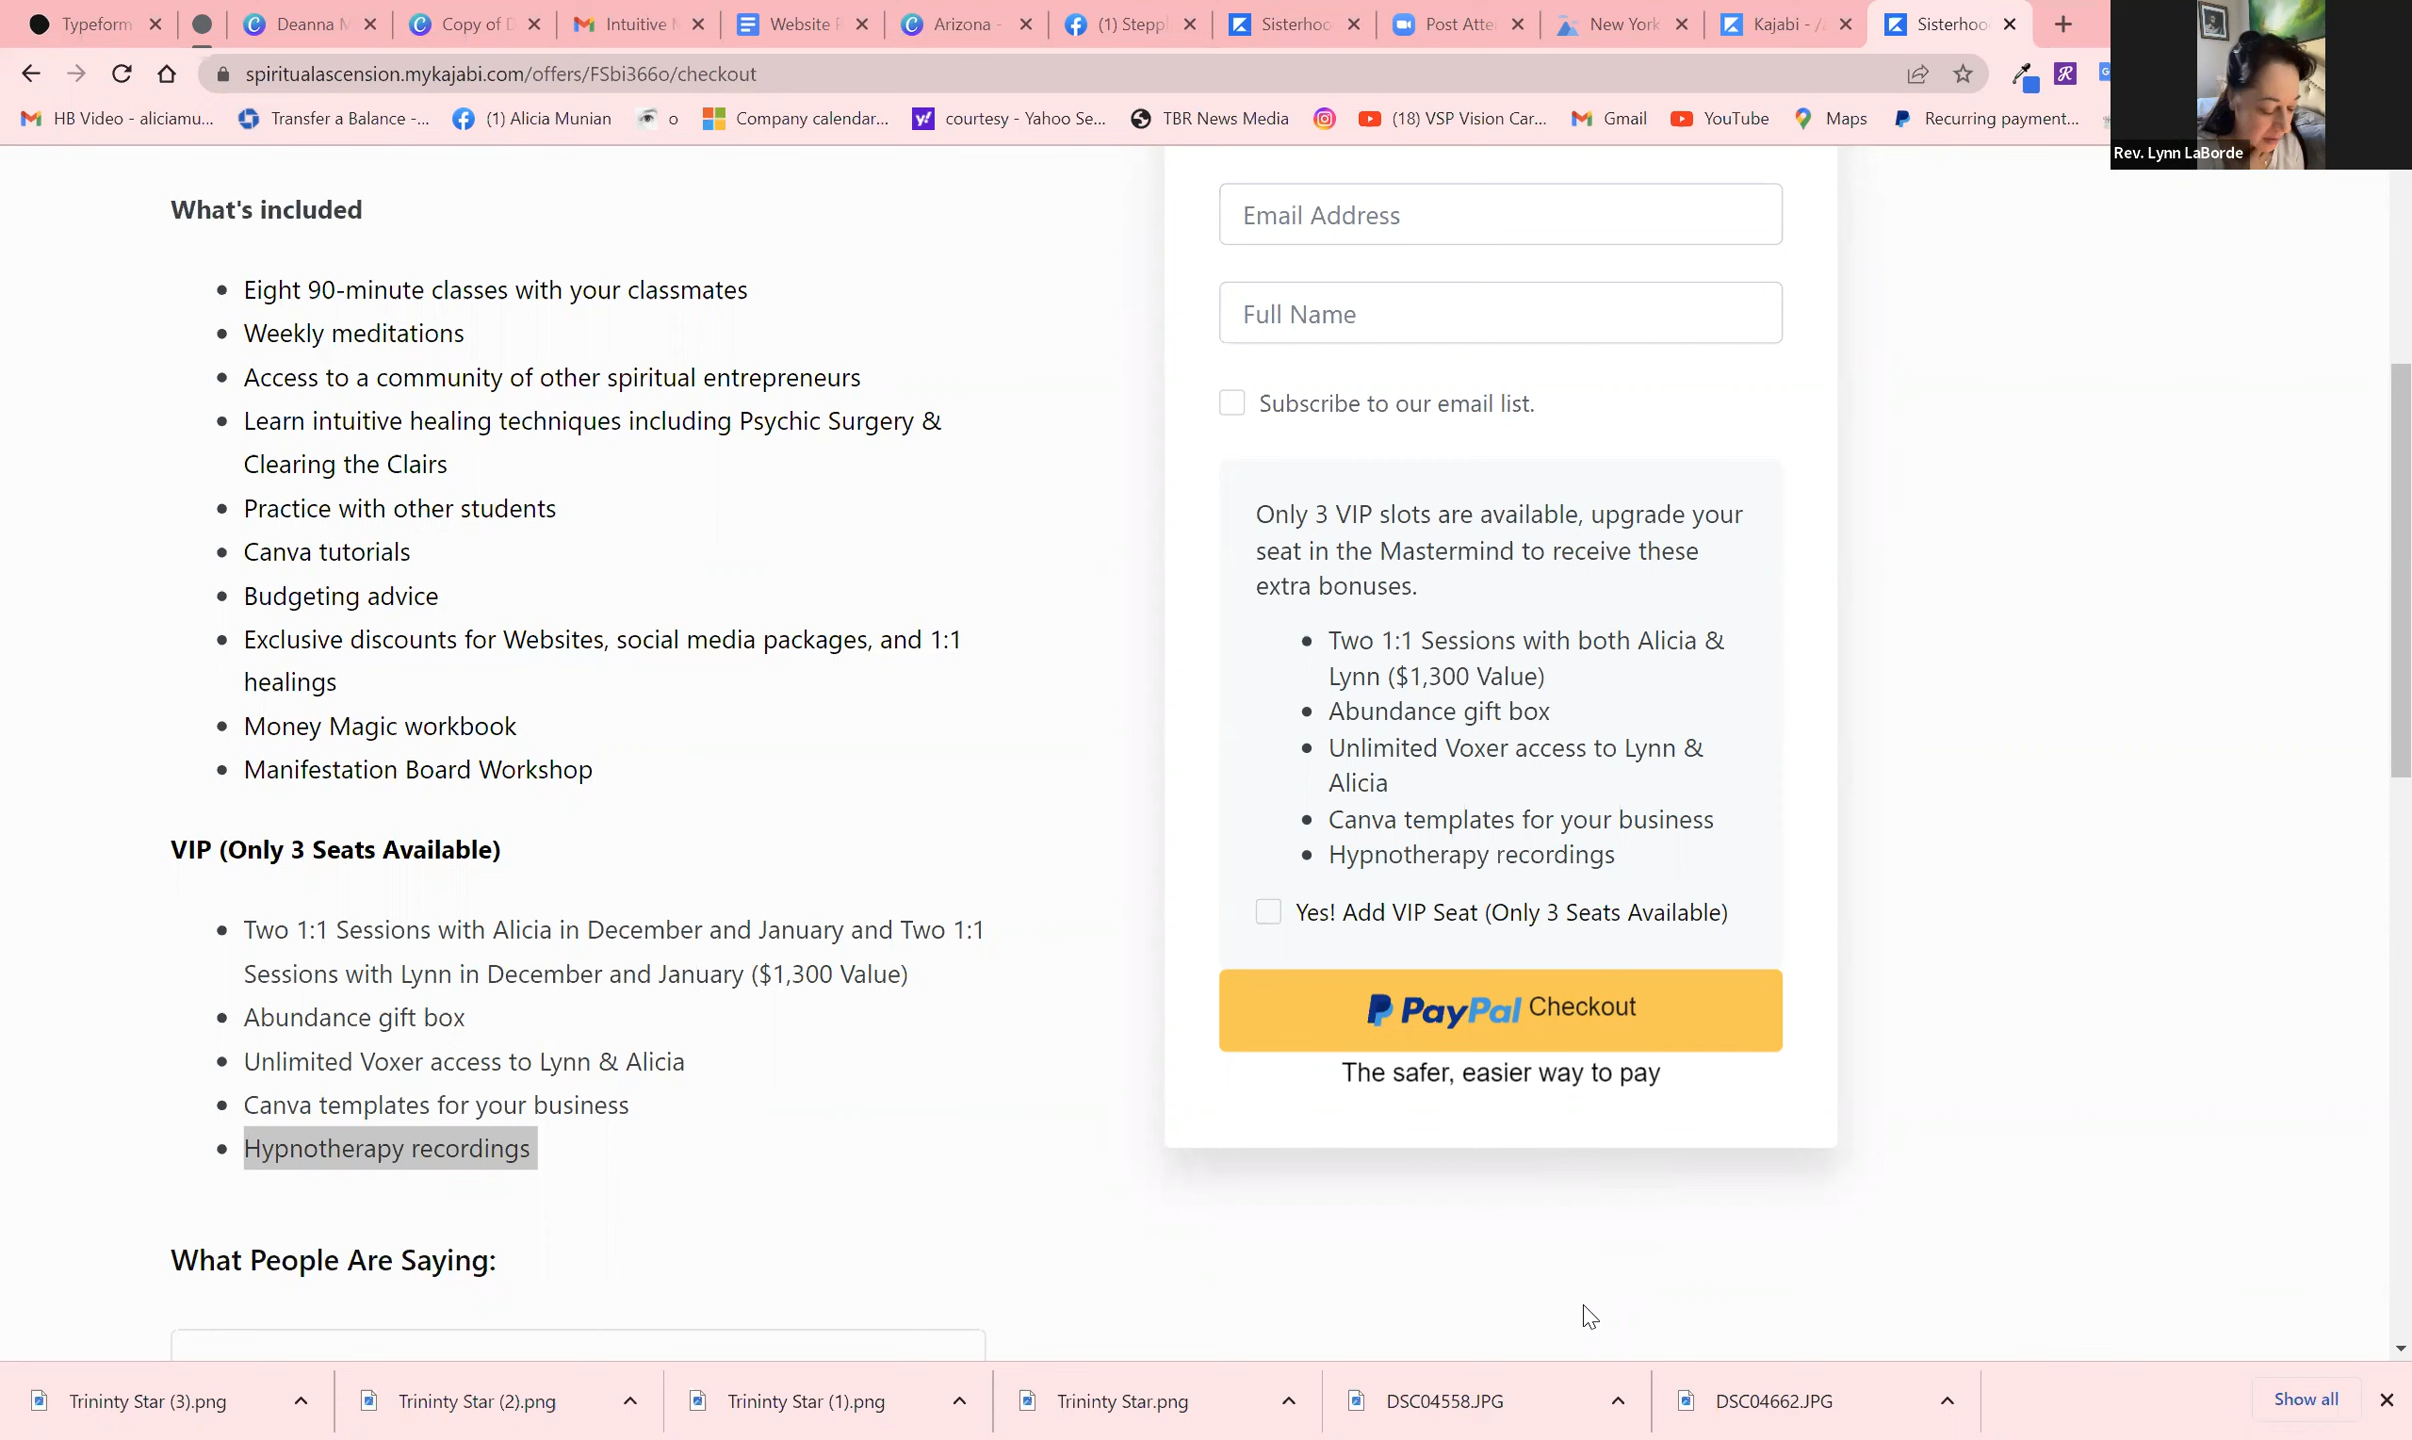 Typeform
Deanna M
Copy of D
Intuitive M
Website P
Arizona -
(1) Stepp
Sisterhoo
Post Atte
New York
Kajabi - /
Sisterhoo
spiritualascension.mykajabi.com/offers/FSbi366o/checkout
HB Video - aliciamu...
Transfer a Balance -...
(1) Alicia Munian
o
Company calendar...
courtesy - Yahoo Se...
TBR News Media
(18) VSP Vision Car...
Gmail
YouTube
Maps
Recurring payment...
Rev. Lynn LaBorde
What's included
Eight 90-minute classes with your classmates
Weekly meditations
Access to a community of other spiritual entrepreneurs
Learn intuitive healing techniques including Psychic Surgery &
Clearing the Clairs
Practice with other students
Canva tutorials
Budgeting advice
Exclusive discounts for Websites, social media packages, and 1:1
healings
Money Magic workbook
Manifestation Board Workshop
VIP (Only 3 Seats Available)
Two 1:1 Sessions with Alicia in December and January and Two 1:1
Sessions with Lynn in December and January ($1,300 Value)
Abundance gift box
Unlimited Voxer access to Lynn & Alicia
Canva templates for your business
Hypnotherapy recordings
What People Are Saying:
Email Address
Full Name
Subscribe to our email list.
Only 3 VIP slots are available, upgrade your
seat in the Mastermind to receive these
extra bonuses.
Two 1:1 Sessions with both Alicia &
Lynn ($1,300 Value)
Abundance gift box
Unlimited Voxer access to Lynn &
Alicia
Canva templates for your business
Hypnotherapy recordings
Yes! Add VIP Seat (Only 3 Seats Available)
PayPal Checkout
The safer, easier way to pay
Trininty Star (3).png
Trininty Star (2).png
Trininty Star (1).png
Trininty Star.png
DSC04558.JPG
DSC04662.JPG
Show all